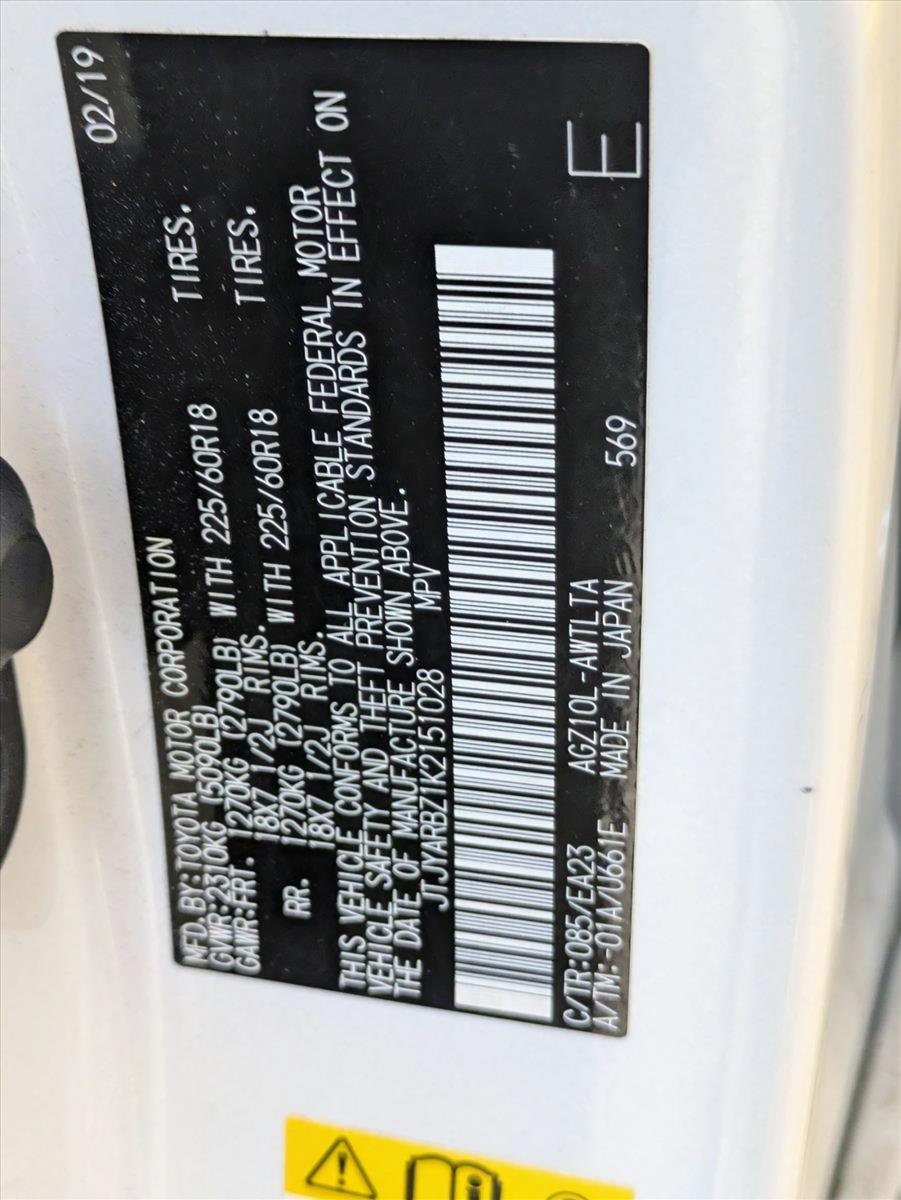 MFD.BY:TOYOTA MOTOR CORPORATION 02/19
GVWR:2310KG (5090LB)
GAWR:FRT. 1270KG (2790LB) WITH 225/60R18 TIRES.
18X7 1/2J RIMS.
RR. 1270KG (2790LB) WITH 225/60R18 TIRES.
18X7 1/2J RIMS.
THIS VEHICLE CONFORMS TO ALL APPLICABLE FEDERAL MOTOR
VEHICLE SAFETY AND THEFT PREVENTION STANDARDS IN EFFECT ON
THE DATE OF MANUFACTURE SHOWN ABOVE.
JTJYARBZ1K2151028 MPV
C/TR:085/EA23 AGZ10L-AWTLTA
A/TM:-01A/U661E MADE IN JAPAN 569 E